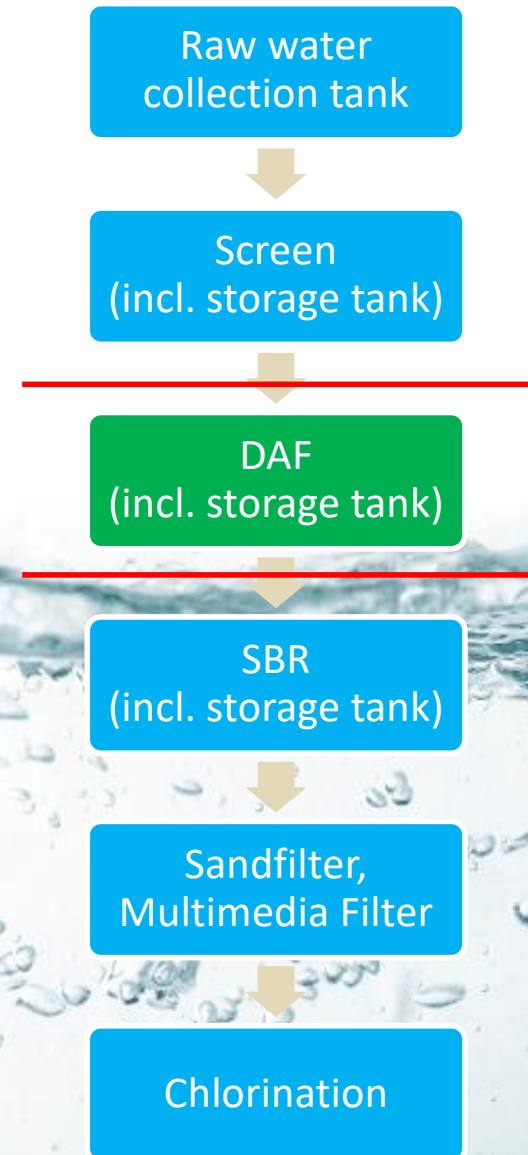 Raw water
collection tank
Screen
(incl. storage tank)
DAF
(incl. storage tank)
SBR
(incl. storage tank)
Sandfilter,
Multimedia Filter
Chlorination